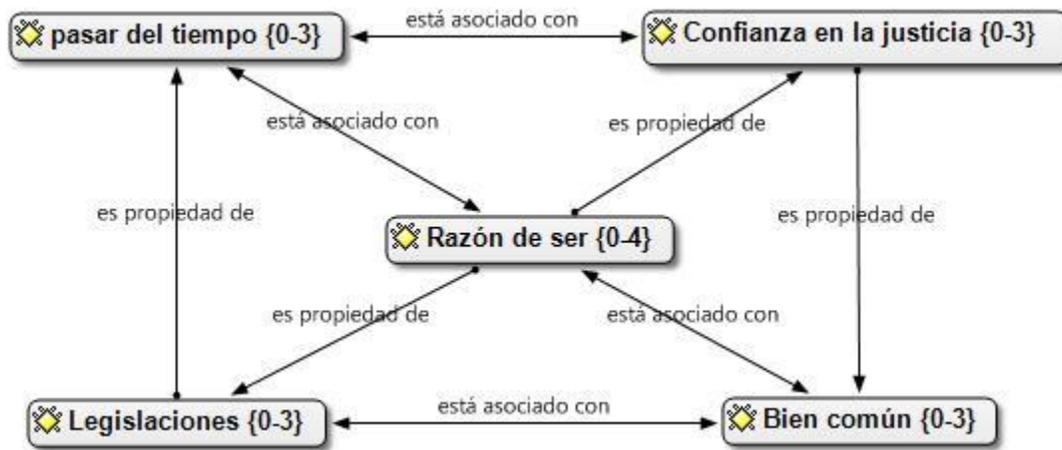 está asociado con
pasar del tiempo {0-3}
Confianza en la justicia {0-3}
está asociado con
es propiedad de
es propiedad de
es propiedad de
Razón de ser {0-4}
es propiedad de
está asociado con
está asociado con
Legislaciones {0-3}
Bien común {0-3}